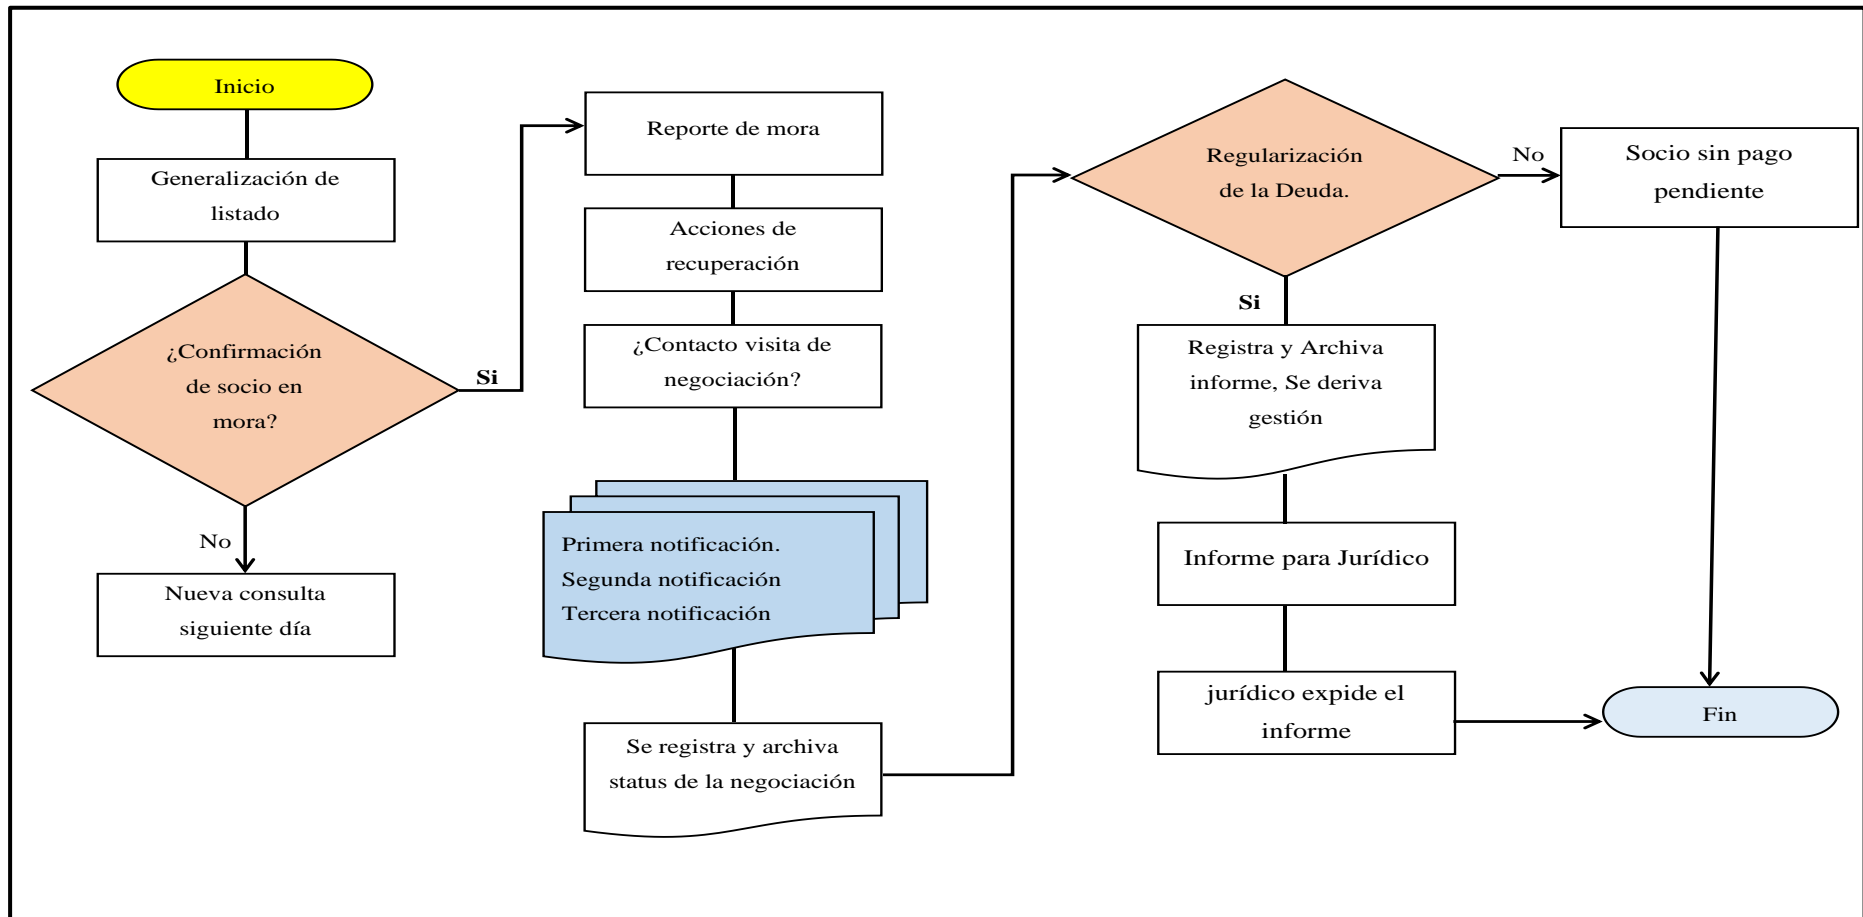 Inicio
Generalización de
listado
¿Confirmación
de socio en
mora?
Si
No
Nueva consulta
siguiente día
Reporte de mora
Acciones de
recuperación
¿Contacto visita de
negociación?
Primera notificación.
Segunda notificación
Tercera notificación
Se registra y archiva
status de la negociación
Regularización
de la Deuda.
No
Socio sin pago
pendiente
Si
Registra y Archiva
informe, Se deriva
gestión
Informe para Jurídico
jurídico expide el
informe
Fin